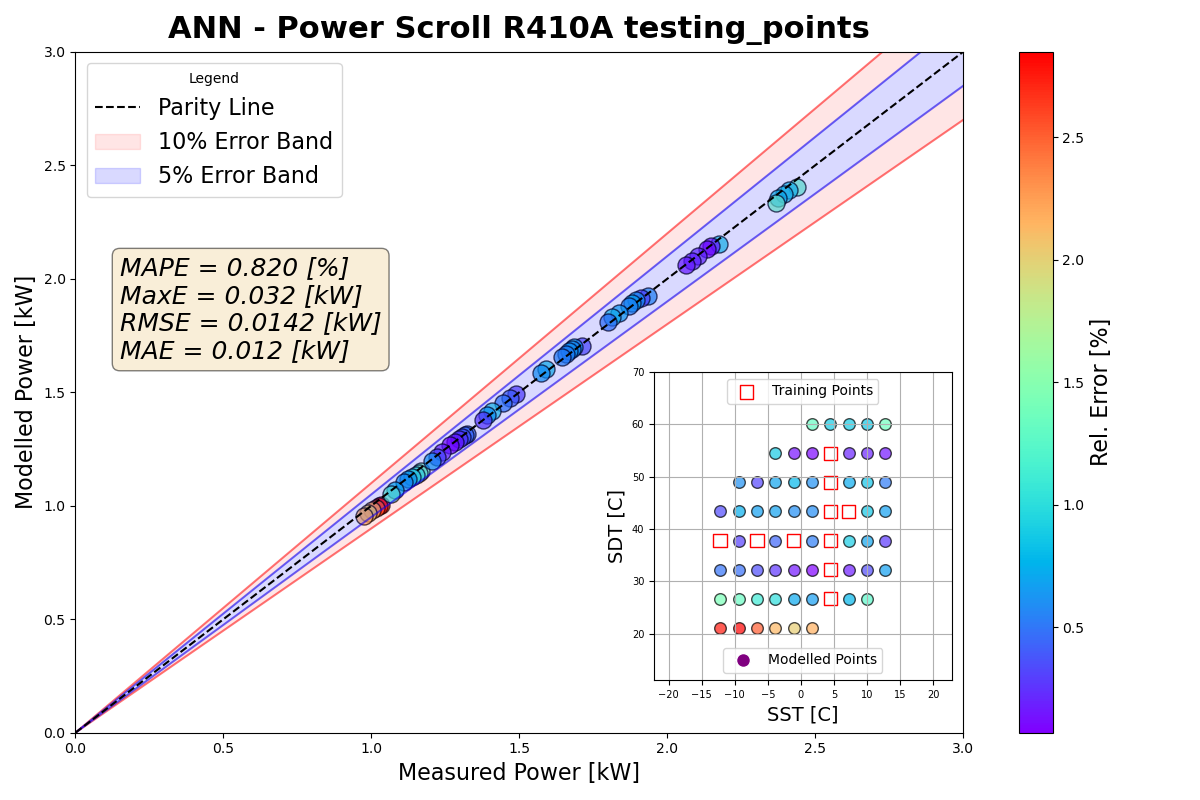 ANN - Power Scroll R410A testing_points
Legend
Parity Line
10% Error Band
5% Error Band
MAPE = 0.820 [%]
MaxE = 0.032 [kW]
RMSE = 0.0142 [kW]
MAE = 0.012 [kW]
Modelled Power [kW]
3.0
2.5
2.0
1.5
1.0
0.5
0.0
0.0 0.5 1.0 1.5 2.0 2.5 3.0
Measured Power [kW]
Training Points
Modelled Points
SDT [C]
70
60
50
40
30
20
−20 −15 −10 −5 0 5 10 15 20
SST [C]
2.5
2.0
1.5
1.0
0.5
Rel. Error [%]